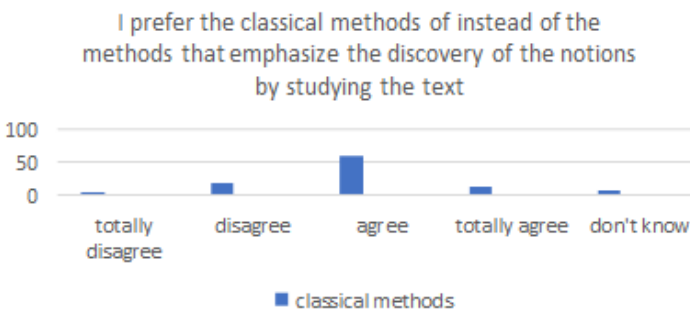 I prefer the classical methods of instead of the
methods that emphasize the discovery of the notions
by studying the text
100
50
0
totally disagree
disagree
agree
totally agree
don't know
classical methods